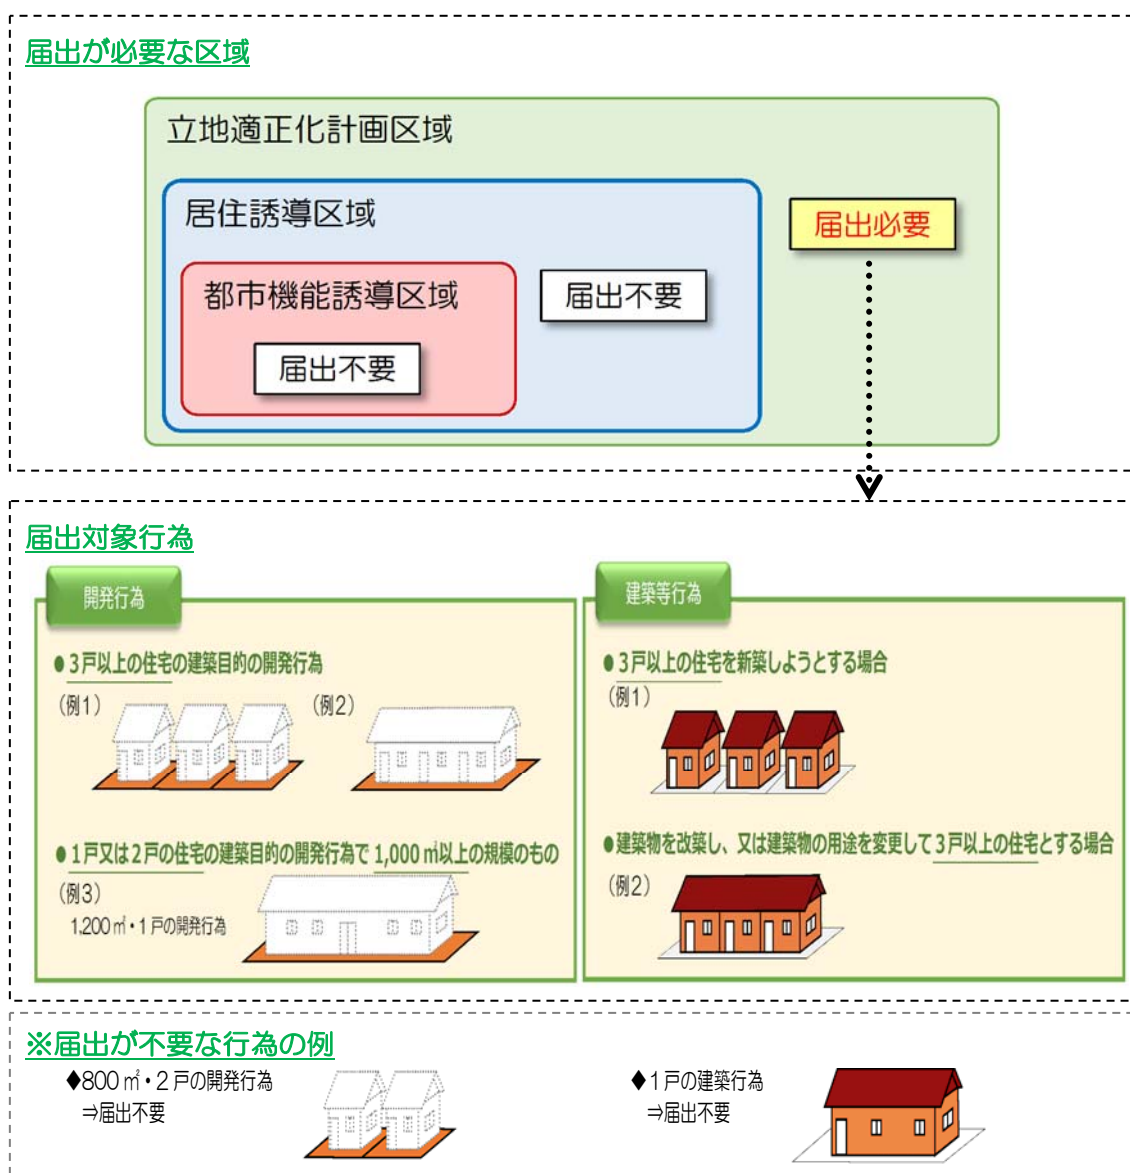 届出が必要な区域
立地適正化計画区域
居住誘導区域
届出必要
都市機能誘導区域
届出不要
届出不要
届出対象行為
開発行為
●3戸以上の住宅の建築目的の開発行為
（例1）
（例2）
●1戸又は2戸の住宅の建築目的の開発行為で1,000㎡以上の規模のもの
（例3）
1,200㎡・1戸の開発行為
建築等行為
●3戸以上の住宅を新築しようとする場合
（例1）
●建築物を改築し、又は建築物の用途を変更して3戸以上の住宅とする場合
（例2）
※届出が不要な行為の例
◆800㎡・2戸の開発行為
⇒届出不要
◆1戸の建築行為
⇒届出不要